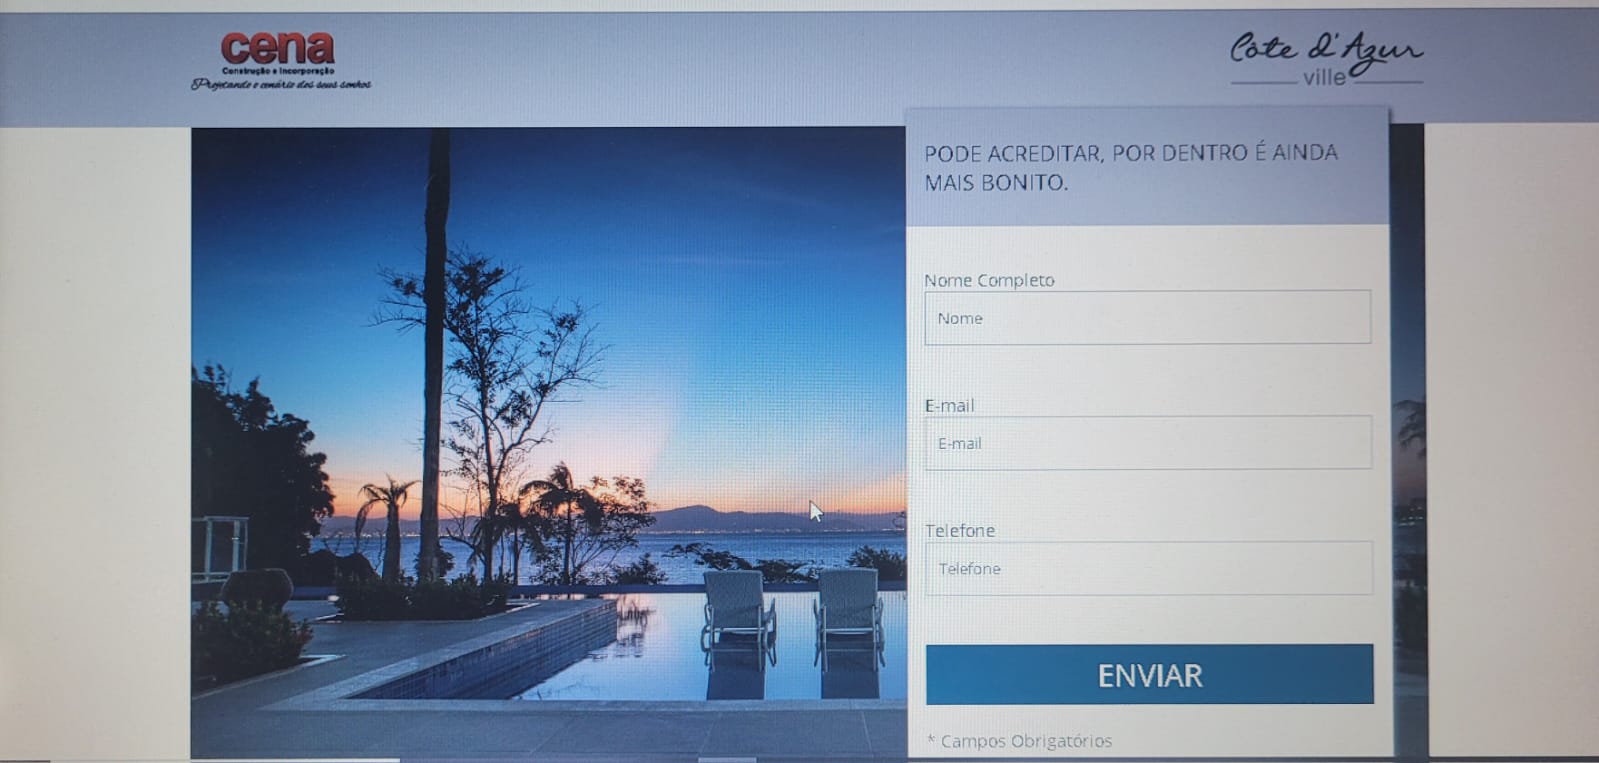 cena
Construção e Incorporação
Projetando o cenário dos seus sonhos
Côte d'Azur
ville
PODE ACREDITAR, POR DENTRO É AINDA
MAIS BONITO.
Nome Completo
Nome
E-mail
E-mail
Telefone
Telefone
ENVIAR
* Campos Obrigatórios